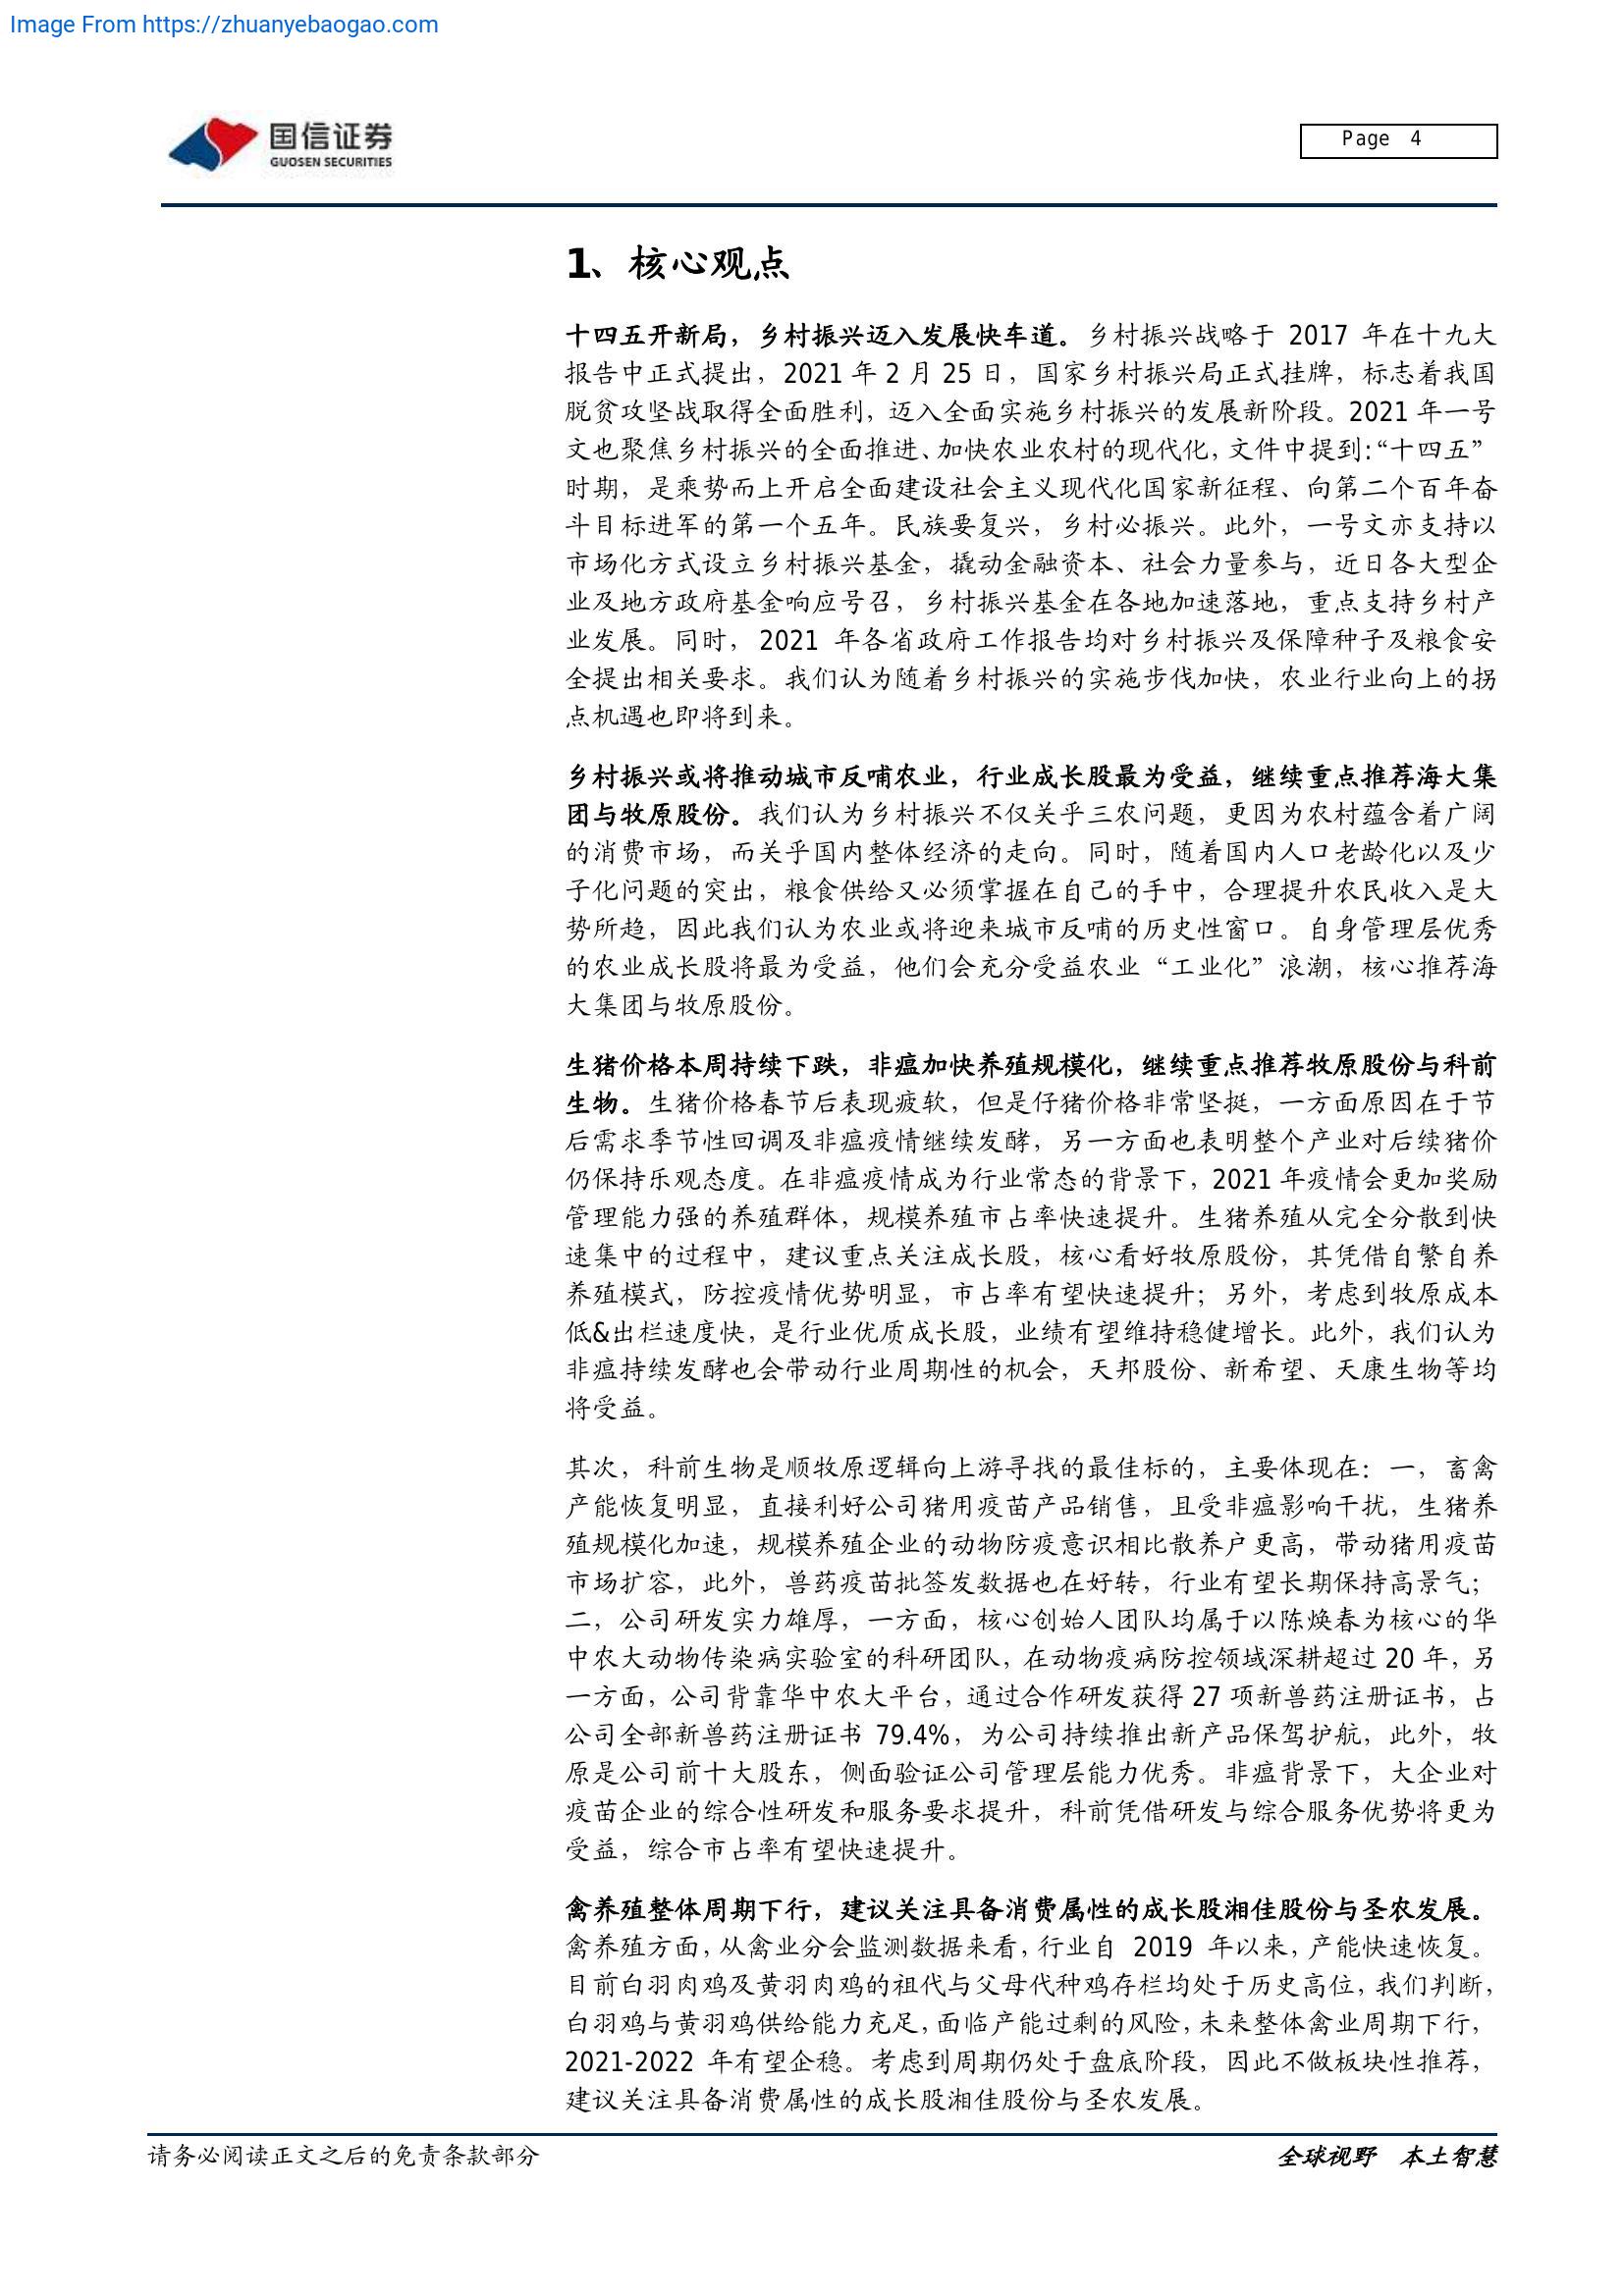 Image From https://zhuanyebaogao.com
国信证券
GUOSEN SECURITIES
Page 4
1、核心观点
十四五开新局，乡村振兴迈入发展快车道。乡村振兴战略于 2017 年在十九大
报告中正式提出，2021 年 2 月 25 日，国家乡村振兴局正式挂牌，标志着我国
脱贫攻坚战取得全面胜利，迈入全面实施乡村振兴的发展新阶段。2021 年一号
文也聚焦乡村振兴的全面推进、加快农业农村的现代化，文件中提到：“十四五”
时期，是乘势而上开启全面建设社会主义现代化国家新征程、向第二个百年奋
斗目标进军的第一个五年。民族要复兴，乡村必振兴。此外，一号文亦支持以
市场化方式设立乡村振兴基金，撬动金融资本、社会力量参与，近日各大型企
业及地方政府基金响应号召，乡村振兴基金在各地加速落地，重点支持乡村产
业发展。同时，2021 年各省政府工作报告均对乡村振兴及保障种子及粮食安
全提出相关要求。我们认为随着乡村振兴的实施步伐加快，农业行业向上的拐
点机遇也即将到来。
乡村振兴或将推动城市反哺农业，行业成长股最为受益，继续重点推荐海大集
团与牧原股份。我们认为乡村振兴不仅关乎三农问题，更因为农村蕴含着广阔
的消费市场，而关乎国内整体经济的走向。同时，随着国内人口老龄化以及少
子化问题的突出，粮食供给又必须掌握在自己的手中，合理提升农民收入是大
势所趋，因此我们认为农业或将迎来城市反哺的历史性窗口。自身管理层优秀
的农业成长股将最为受益，他们会充分受益农业“工业化”浪潮，核心推荐海
大集团与牧原股份。
生猪价格本周持续下跌，非瘟加快养殖规模化，继续重点推荐牧原股份与科前
生物。生猪价格春节后表现疲软，但是仔猪价格非常坚挺，一方面原因在于节
后需求季节性回调及非瘟疫情继续发酵，另一方面也表明整个产业对后续猪价
仍保持乐观态度。在非瘟疫情成为行业常态的背景下，2021 年疫情会更加奖励
管理能力强的养殖群体，规模养殖市占率快速提升。生猪养殖从完全分散到快
速集中的过程中，建议重点关注成长股，核心看好牧原股份，其凭借自繁自养
养殖模式，防控疫情优势明显，市占率有望快速提升；另外，考虑到牧原成本
低&出栏速度快，是行业优质成长股，业绩有望维持稳健增长。此外，我们认为
非瘟持续发酵也会带动行业周期性的机会，天邦股份、新希望、天康生物等均
将受益。
其次，科前生物是顺牧原逻辑向上游寻找的最佳标的，主要体现在：一，畜禽
产能恢复明显，直接利好公司猪用疫苗产品销售，且受非瘟影响干扰，生猪养
殖规模化加速，规模养殖企业的动物防疫意识相比散养户更高，带动猪用疫苗
市场扩容，此外，兽药疫苗批签发数据也在好转，行业有望长期保持高景气；
二，公司研发实力雄厚，一方面，核心创始人团队均属于以陈焕春为核心的华
中农大动物传染病实验室的科研团队，在动物疫病防控领域深耕超过 20 年，另
一方面，公司背靠华中农大平台，通过合作研发获得 27 项新兽药注册证书，占
公司全部新兽药注册证书 79.4%，为公司持续推出新产品保驾护航，此外，牧
原是公司前十大股东，侧面验证公司管理层能力优秀。非瘟背景下，大企业对
疫苗企业的综合性研发和服务要求提升，科前凭借研发与综合服务优势将更为
受益，综合市占率有望快速提升。
禽养殖整体周期下行，建议关注具备消费属性的成长股湘佳股份与圣农发展。
禽养殖方面，从禽业分会监测数据来看，行业自 2019 年以来，产能快速恢复。
目前白羽肉鸡及黄羽肉鸡的祖代与父母代种鸡存栏均处于历史高位，我们判断，
白羽鸡与黄羽鸡供给能力充足，面临产能过剩的风险，未来整体禽业周期下行，
2021-2022 年有望企稳。考虑到周期仍处于盘底阶段，因此不做板块性推荐，
建议关注具备消费属性的成长股湘佳股份与圣农发展。
请务必阅读正文之后的免责条款部分
全球视野 本土智慧